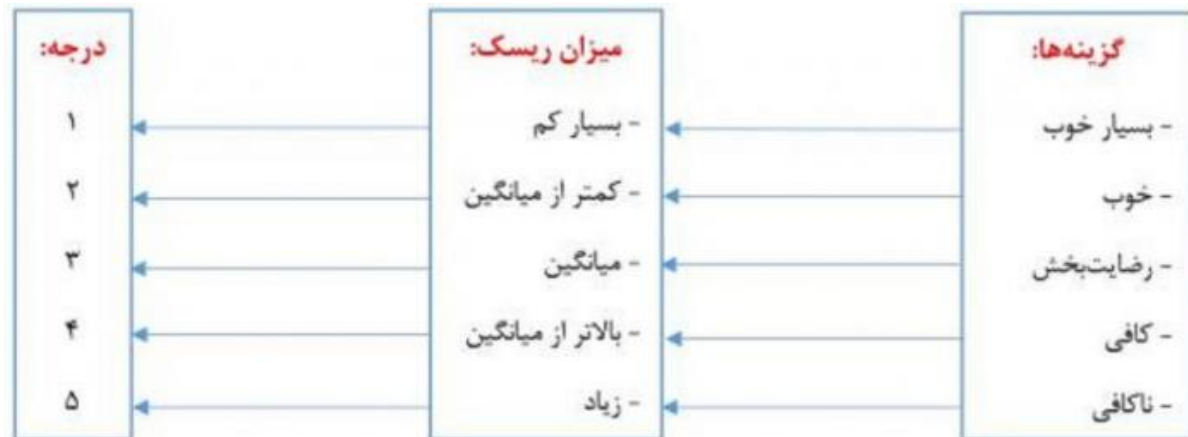 گزینه‌ها:
- بسیار خوب
- خوب
- رضایت‌بخش
- کافی
- ناکافی
میزان ریسک:
- بسیار کم
- کمتر از میانگین
- میانگین
- بالاتر از میانگین
- زیاد
درجه:
۱
۲
۳
۴
۵